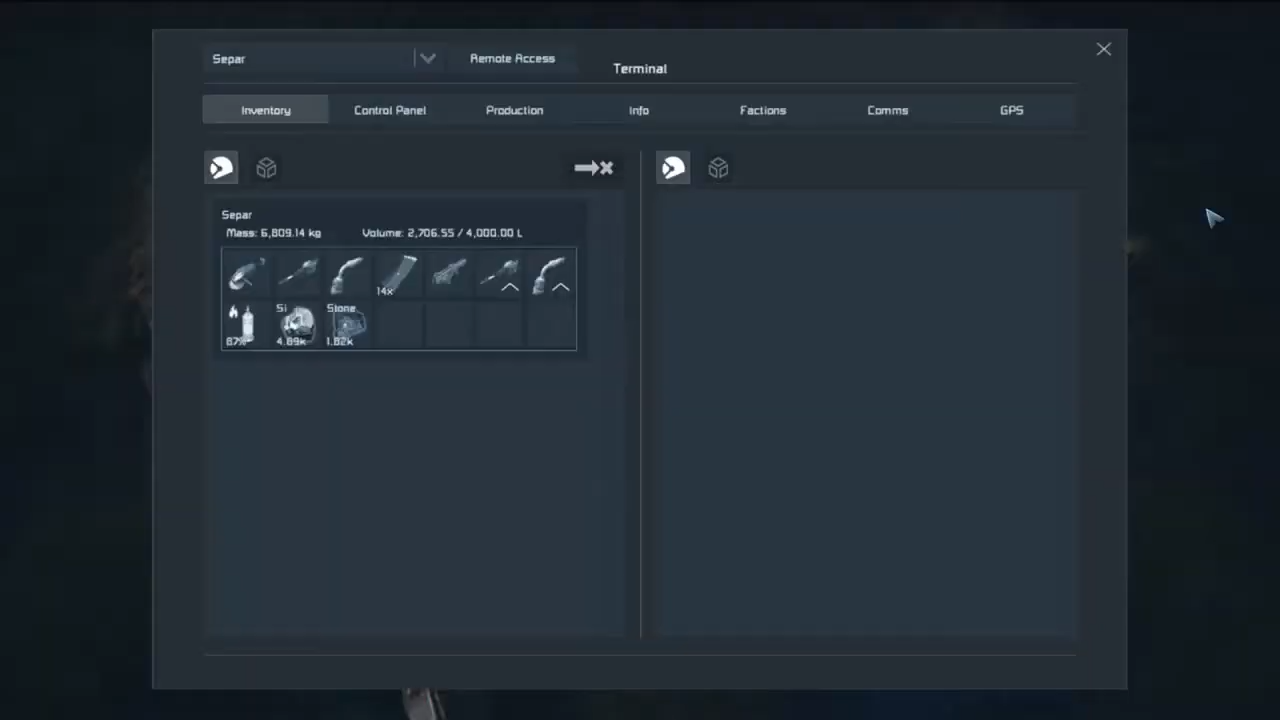 Separ
Remote Access
Terminal
Inventory
Control Panel
Production
Info
Factions
Comms
GPS
Separ
Mass: 6,809.14 kg
Volume: 2,706.55 / 4,000.00 L
14x
Si
Stone
87%
4.89k
1.82k